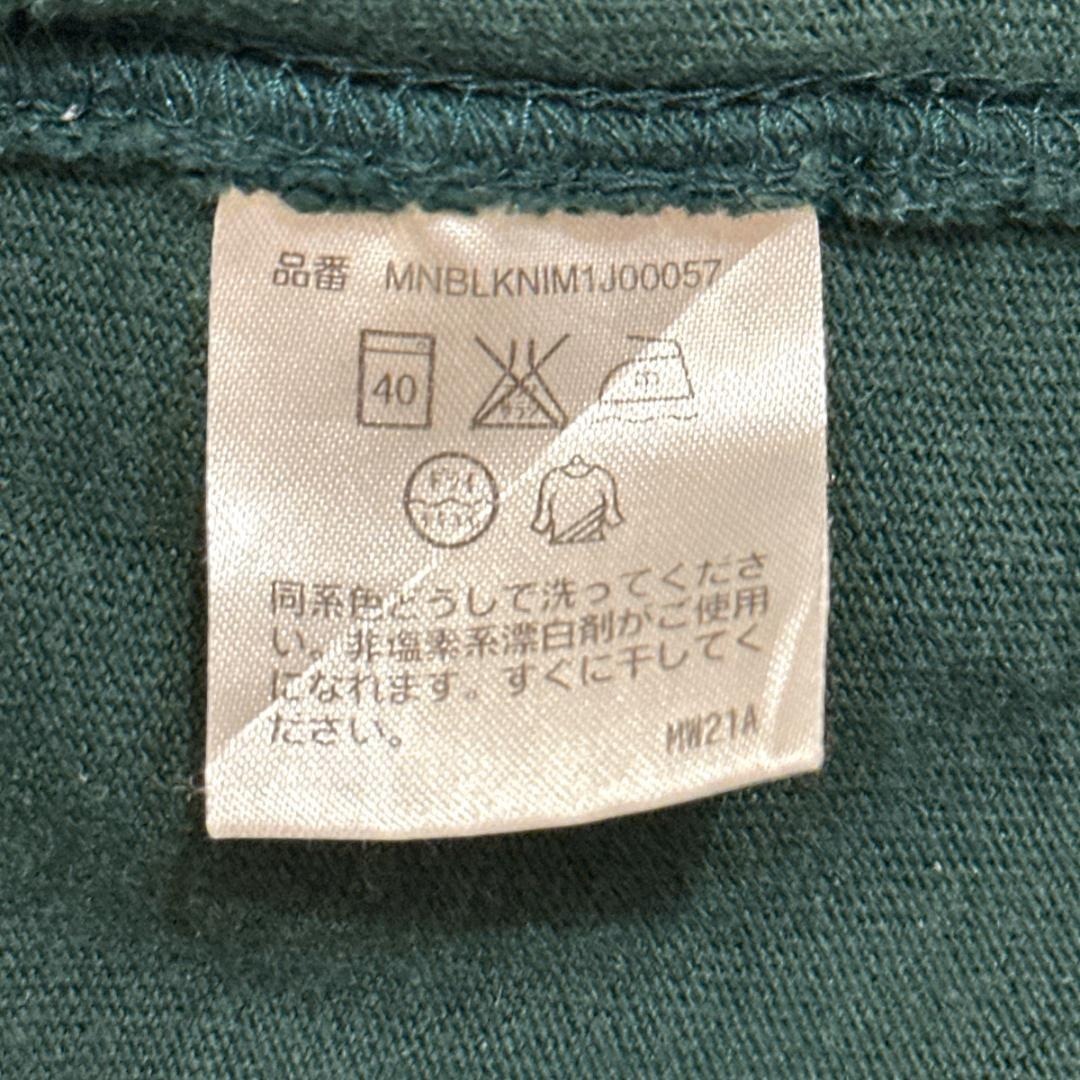 品番 MNBLKNIM1J00057
40 中
同系色どうしで洗ってくださ
い。非塩素系漂白剤がご使用
になれます。すぐに干してく
ださい。
MW21A